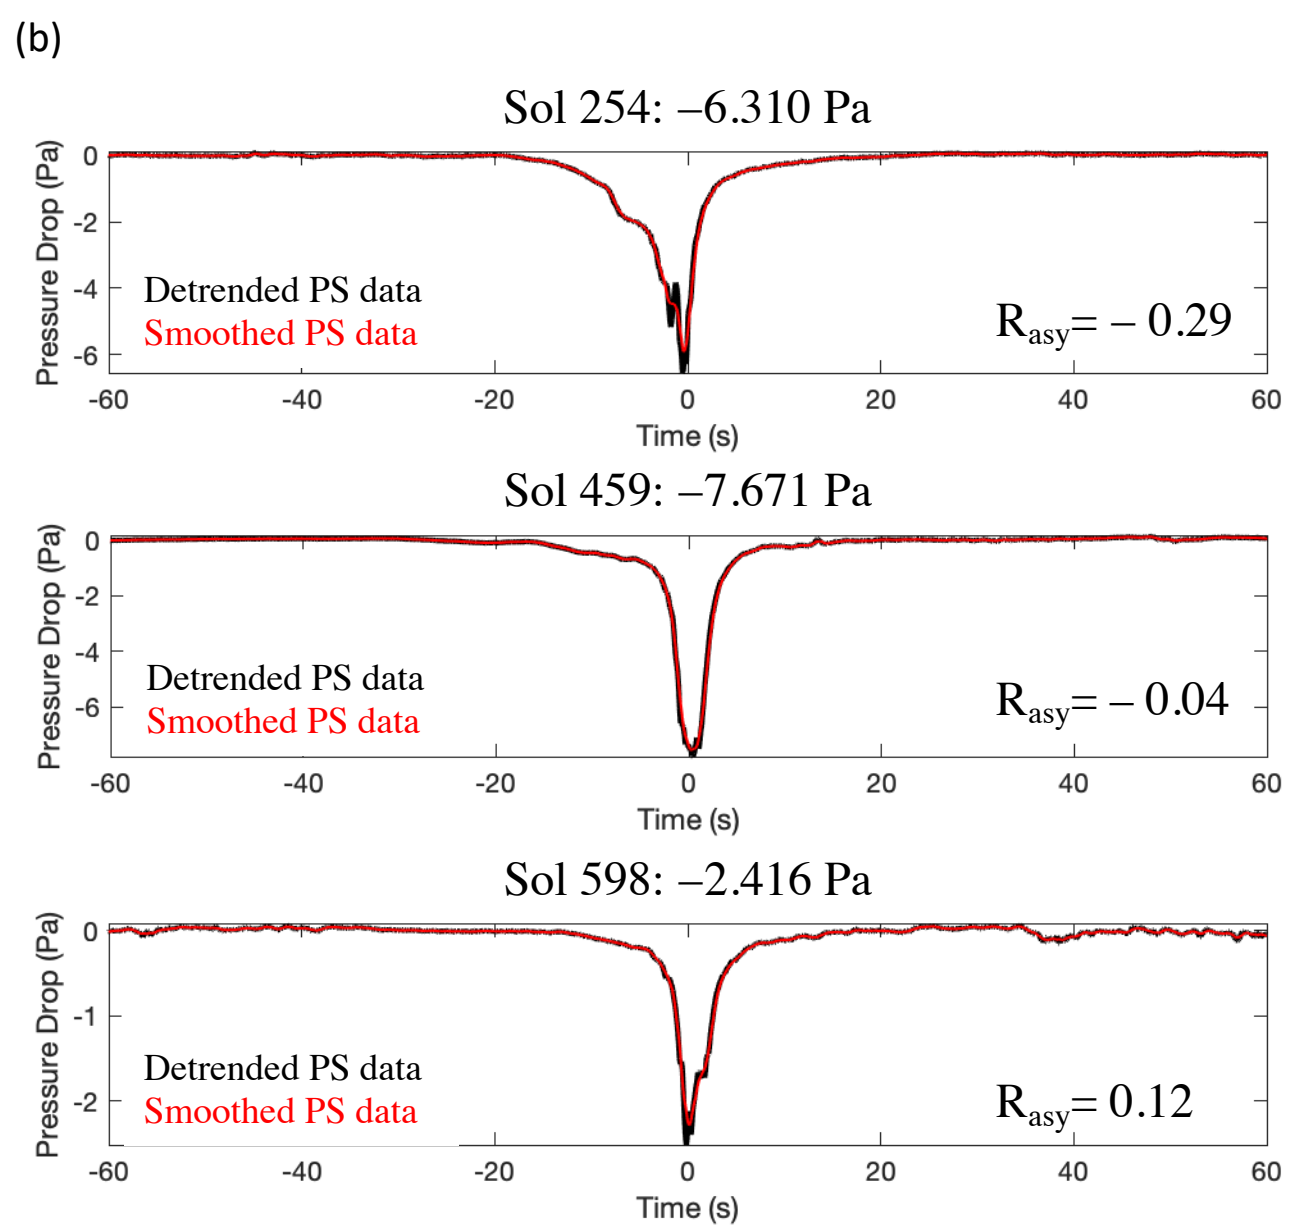 (b)
Sol 254: –6.310 Pa
Pressure Drop (Pa)
0
-2
-4
-6
Detrended PS data
Smoothed PS data
Rasy= – 0.29
-60 -40 -20 0 20 40 60
Time (s)
Sol 459: –7.671 Pa
Pressure Drop (Pa)
0
-2
-4
-6
Detrended PS data
Smoothed PS data
Rasy= – 0.04
-60 -40 -20 0 20 40 60
Time (s)
Sol 598: –2.416 Pa
Pressure Drop (Pa)
0
-1
-2
Detrended PS data
Smoothed PS data
Rasy= 0.12
-60 -40 -20 0 20 40 60
Time (s)